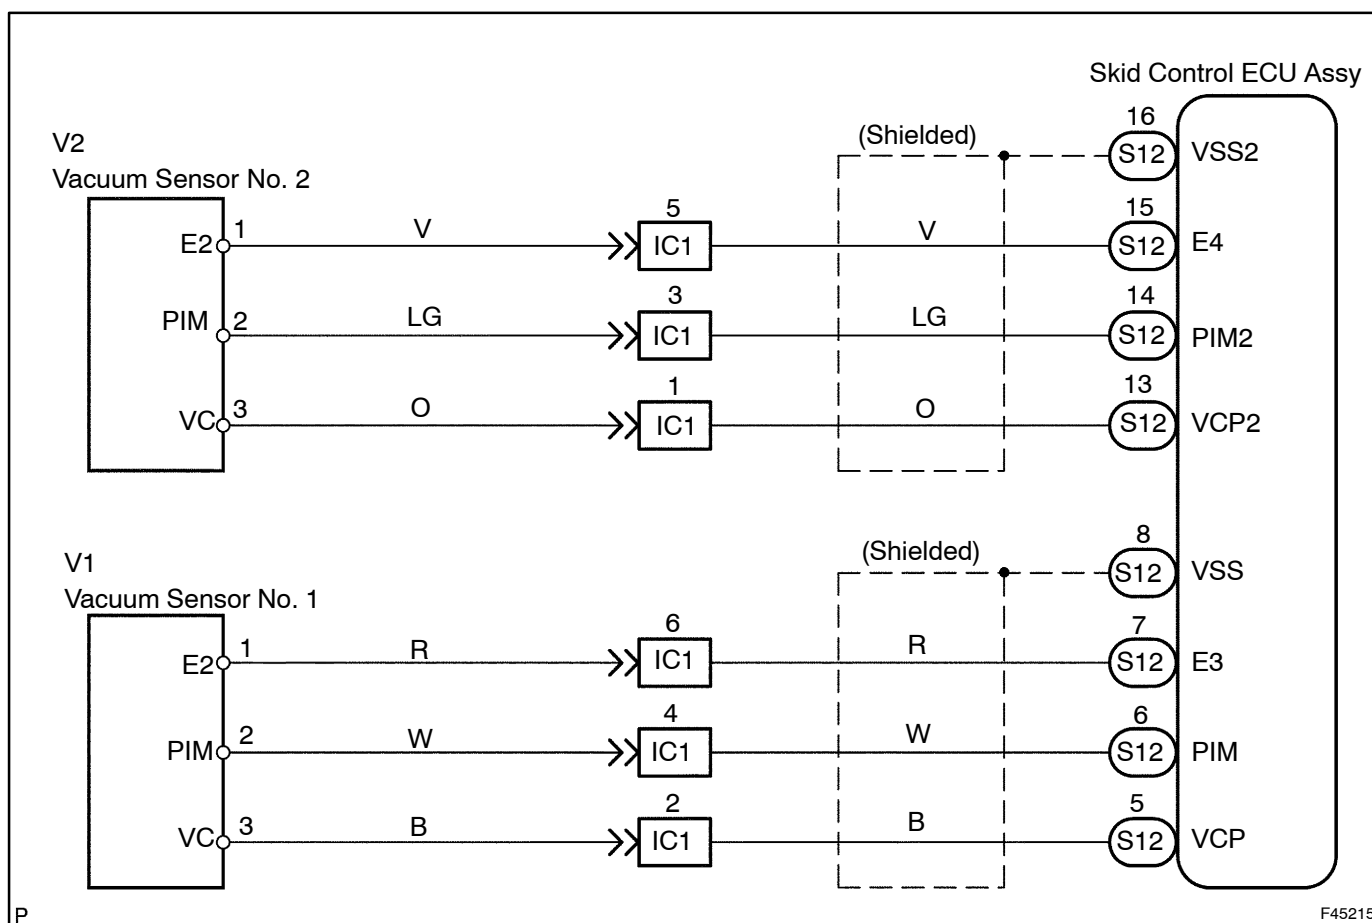 Skid Control ECU Assy
V2
Vacuum Sensor No. 2
(Shielded)
16
S12 VSS2
E2 1 V 5 IC1 V 15 S12 E4
PIM 2 LG 3 IC1 LG 14 S12 PIM2
VC 3 O 1 IC1 O 13 S12 VCP2
V1
Vacuum Sensor No. 1
(Shielded)
8
S12 VSS
E2 1 R 6 IC1 R 7 S12 E3
PIM 2 W 4 IC1 W 6 S12 PIM
VC 3 B 2 IC1 B 5 S12 VCP
P
F45215